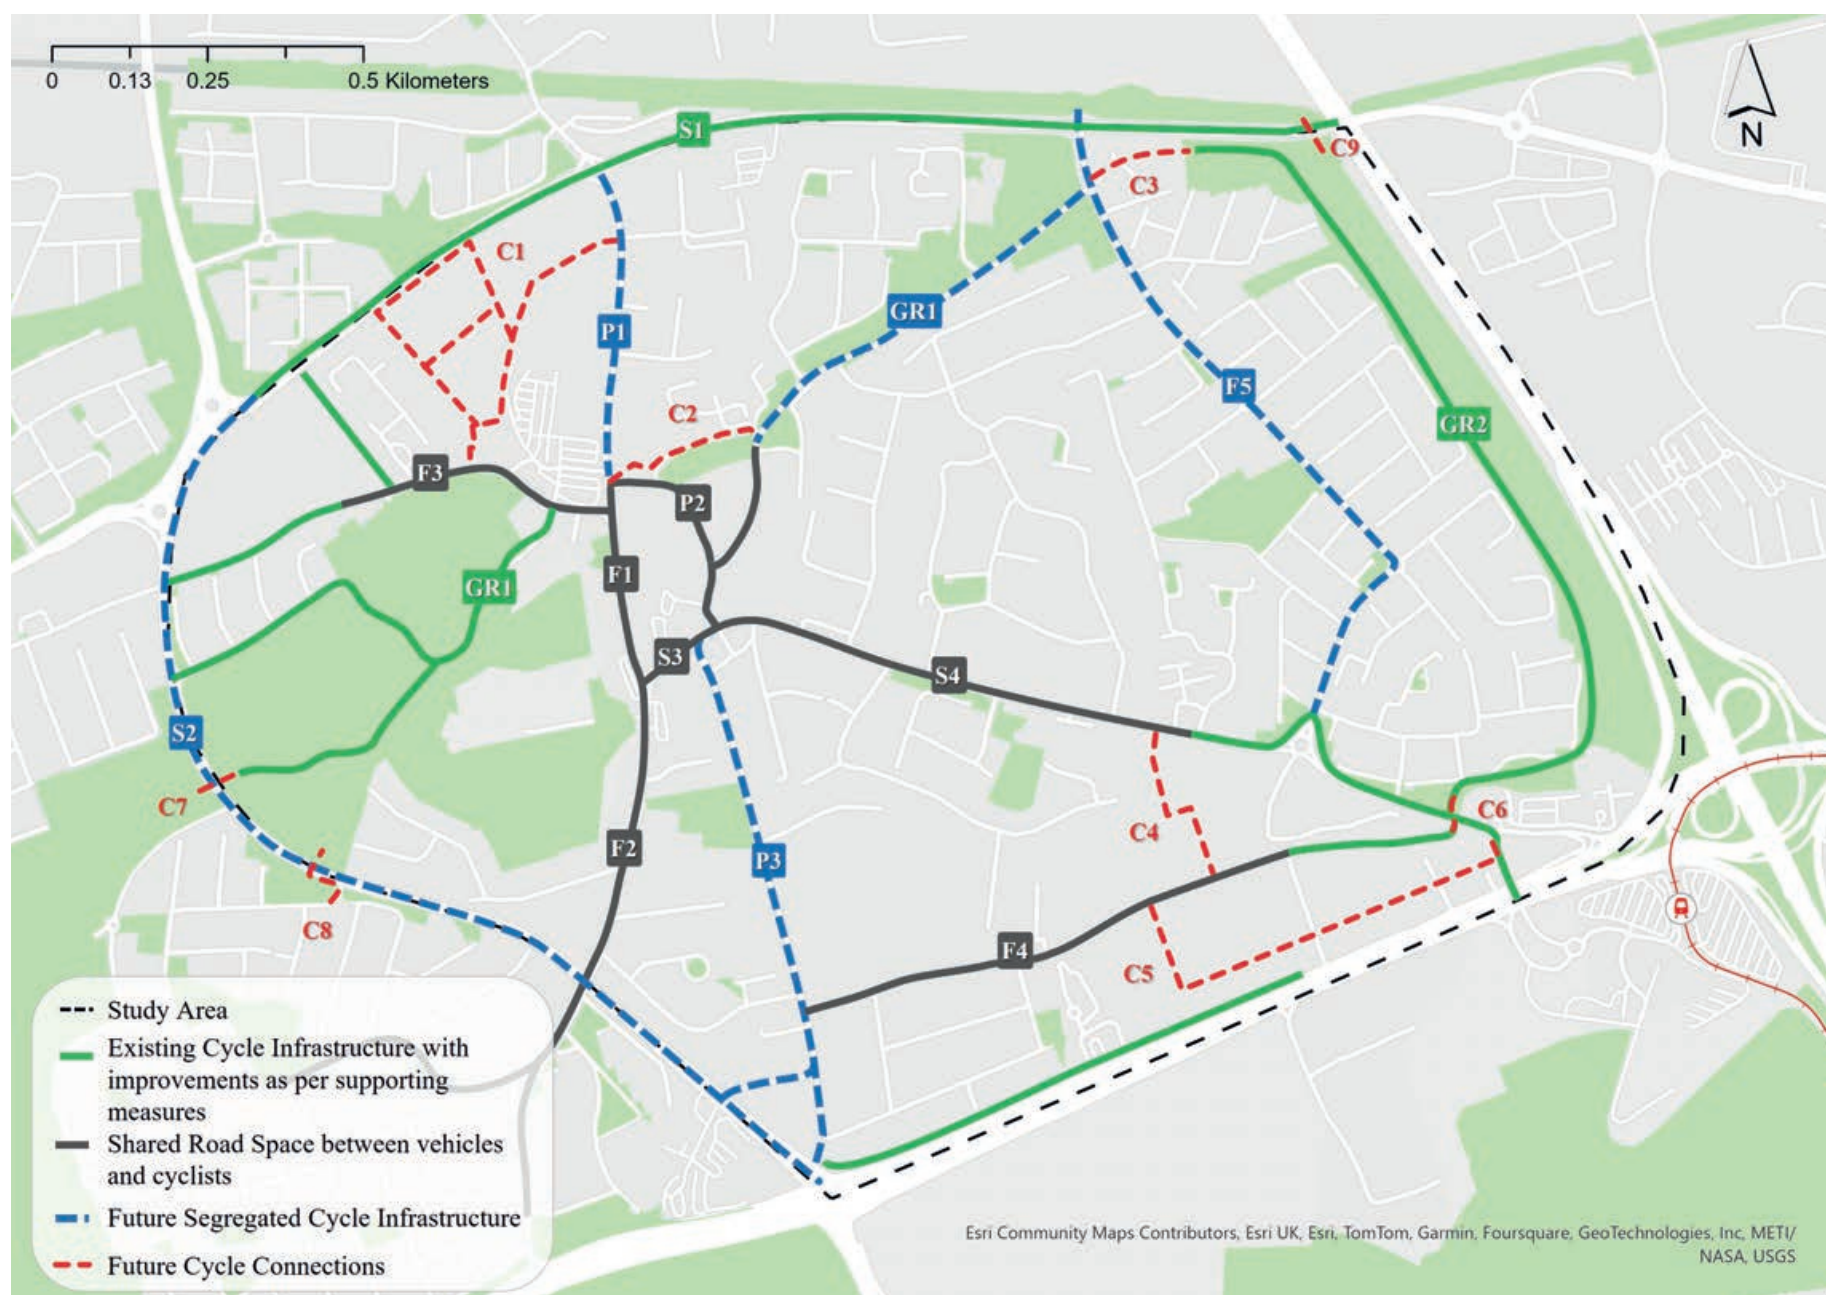 0 0.13 0.25 0.5 Kilometers
N
S1
C9
C3
C1
GR1
P1
F5
C2
GR2
F3
P2
F1
GR1
S3
S4
S2
C7
C6
C4
F2
P3
C8
F4
C5
Study Area
Existing Cycle Infrastructure with
improvements as per supporting
measures
Shared Road Space between vehicles
and cyclists
Future Segregated Cycle Infrastructure
Future Cycle Connections
Esri Community Maps Contributors, Esri UK, Esri, TomTom, Garmin, Foursquare, GeoTechnologies, Inc, METI/
NASA, USGS